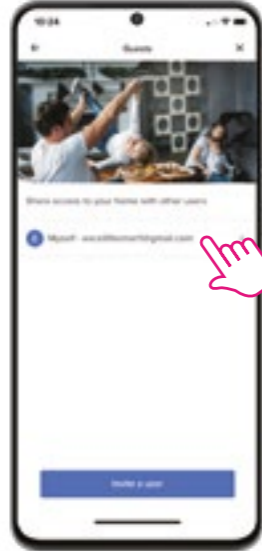 10:24
Guests
Share access to your home with other users
Myself -
Invite a user